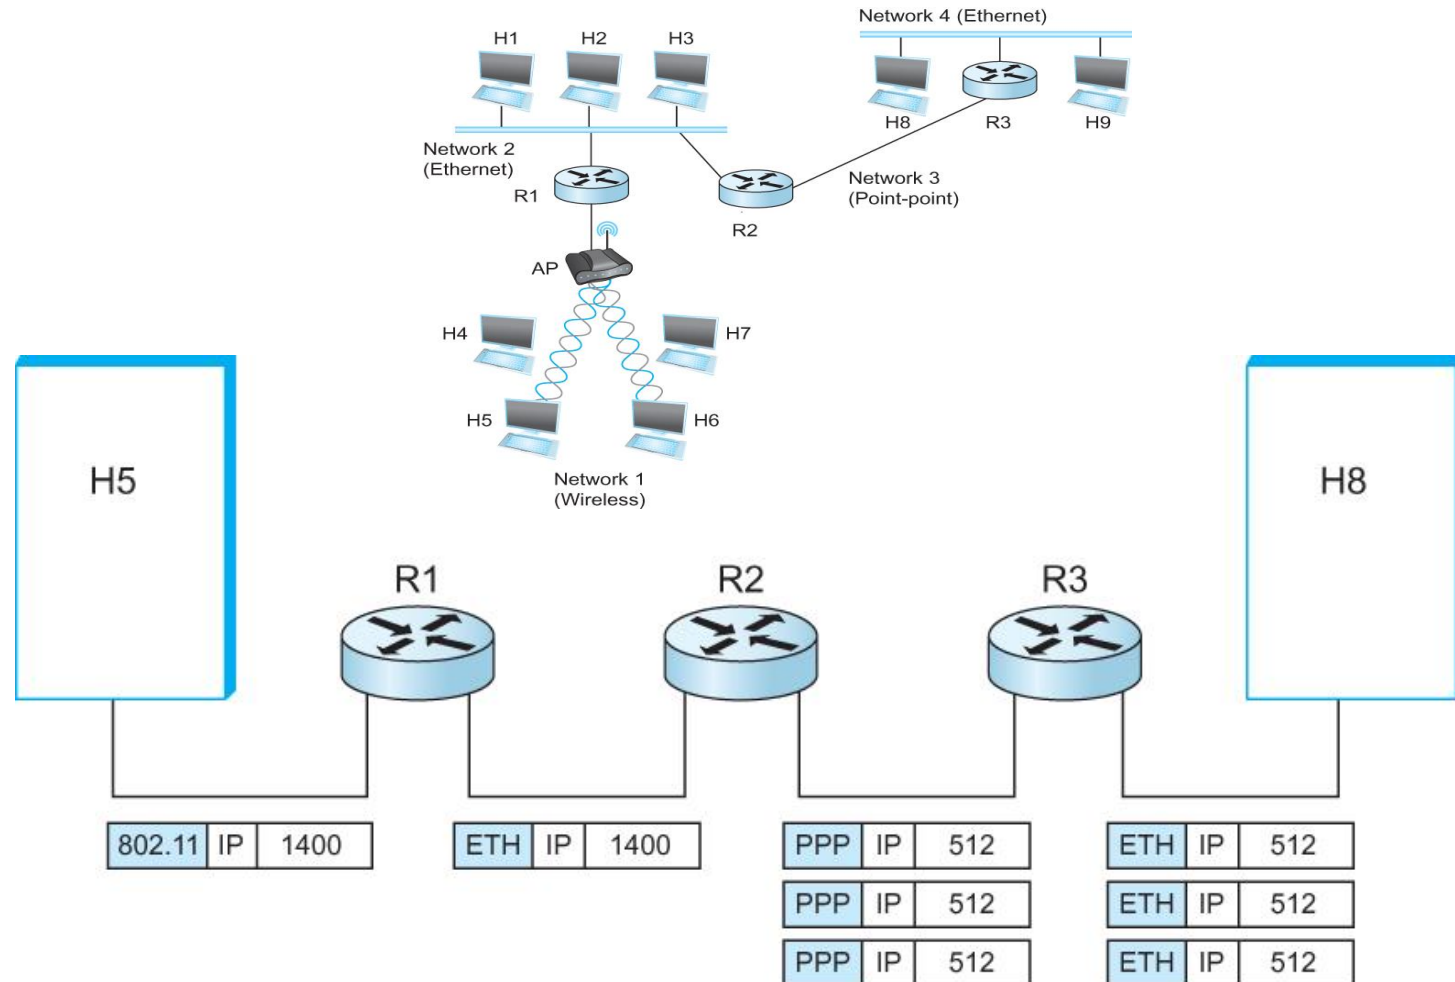 Network 4 (Ethernet)
H1 H2 H3
H8 R3 H9
Network 2
(Ethernet)
R1
Network 3
(Point-point)
R2
AP
H4 H7
H5 H6
Network 1
(Wireless)
H5
H8
R1 R2 R3
802.11 IP 1400 ETH IP 1400 PPP IP 512 ETH IP 512
PPP IP 512 ETH IP 512
PPP IP 512 ETH IP 512